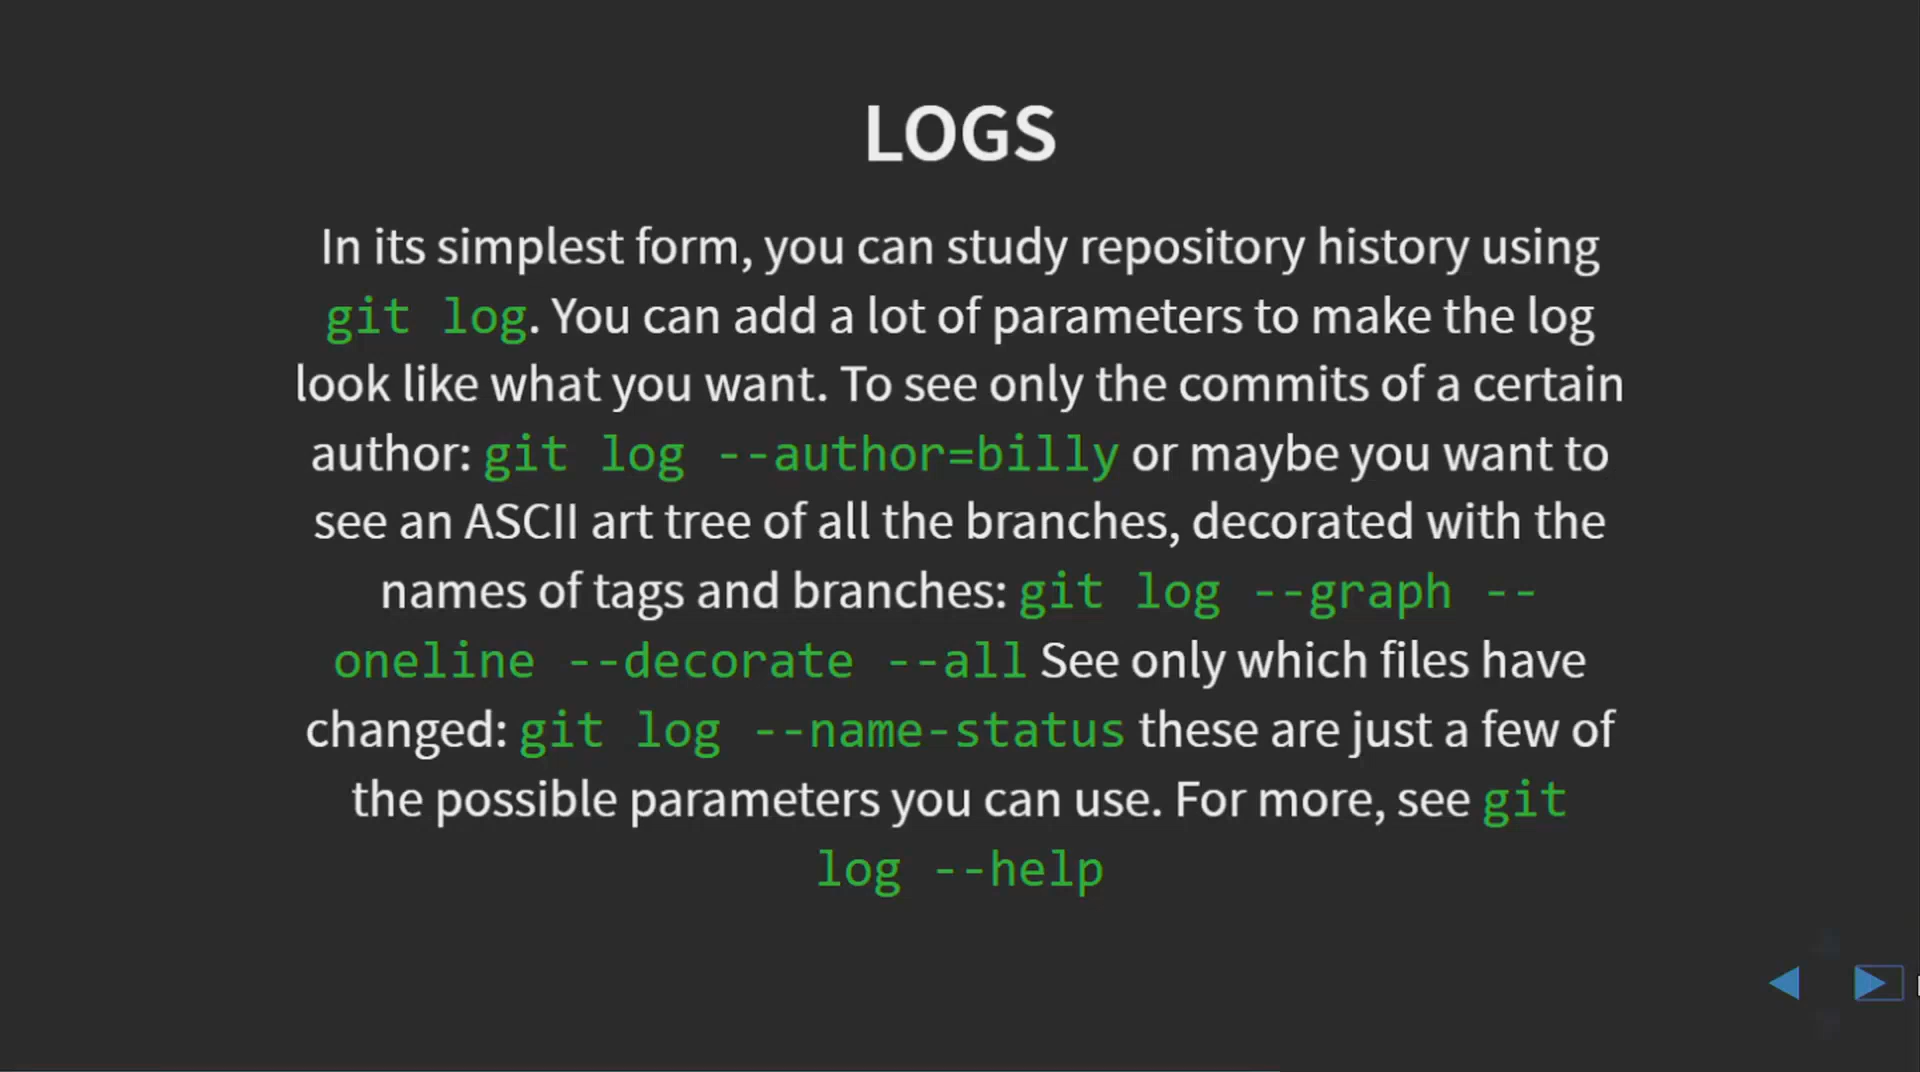 LOGS
In its simplest form, you can study repository history using
git log. You can add a lot of parameters to make the log
look like what you want. To see only the commits of a certain
author: git log --author=billy or maybe you want to
see an ASCII art tree of all the branches, decorated with the
names of tags and branches: git log --graph --
oneline --decorate --all See only which files have
changed: git log --name-status these are just a few of
the possible parameters you can use. For more, see git
log --help